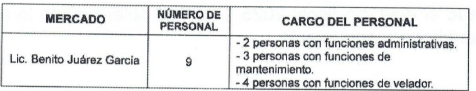 MERCADO
NÚMERO DE
PERSONAL
CARGO DEL PERSONAL
Lic. Benito Juárez García
9
- 2 personas con funciones administrativas.
- 3 personas con funciones de
mantenimiento.
- 4 personas con funciones de velador.